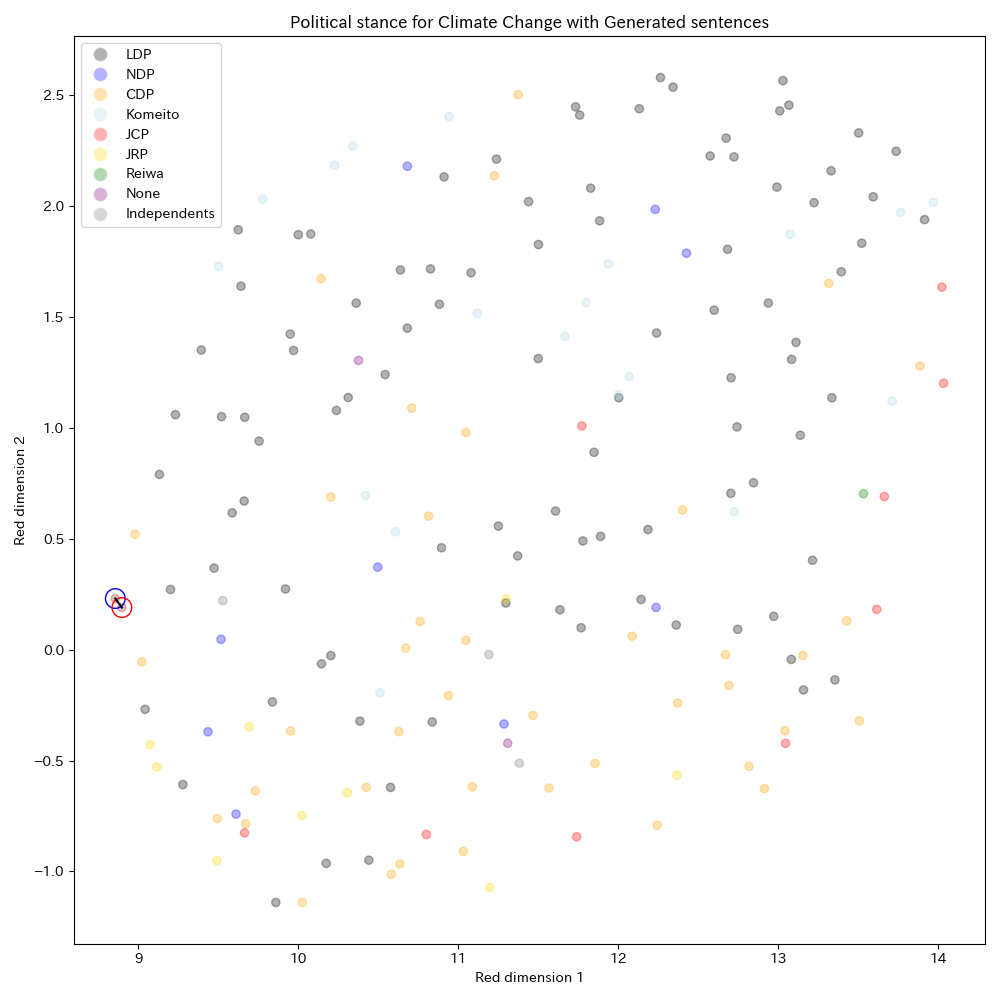 Political stance for Climate Change with Generated sentences
LDP
NDP
CDP
Komeito
JCP
JRP
Reiwa
None
Independents
2.5
2.0
1.5
1.0
0.5
0.0
−0.5
−1.0
Red dimension 2
9
10
11
12
13
14
Red dimension 1